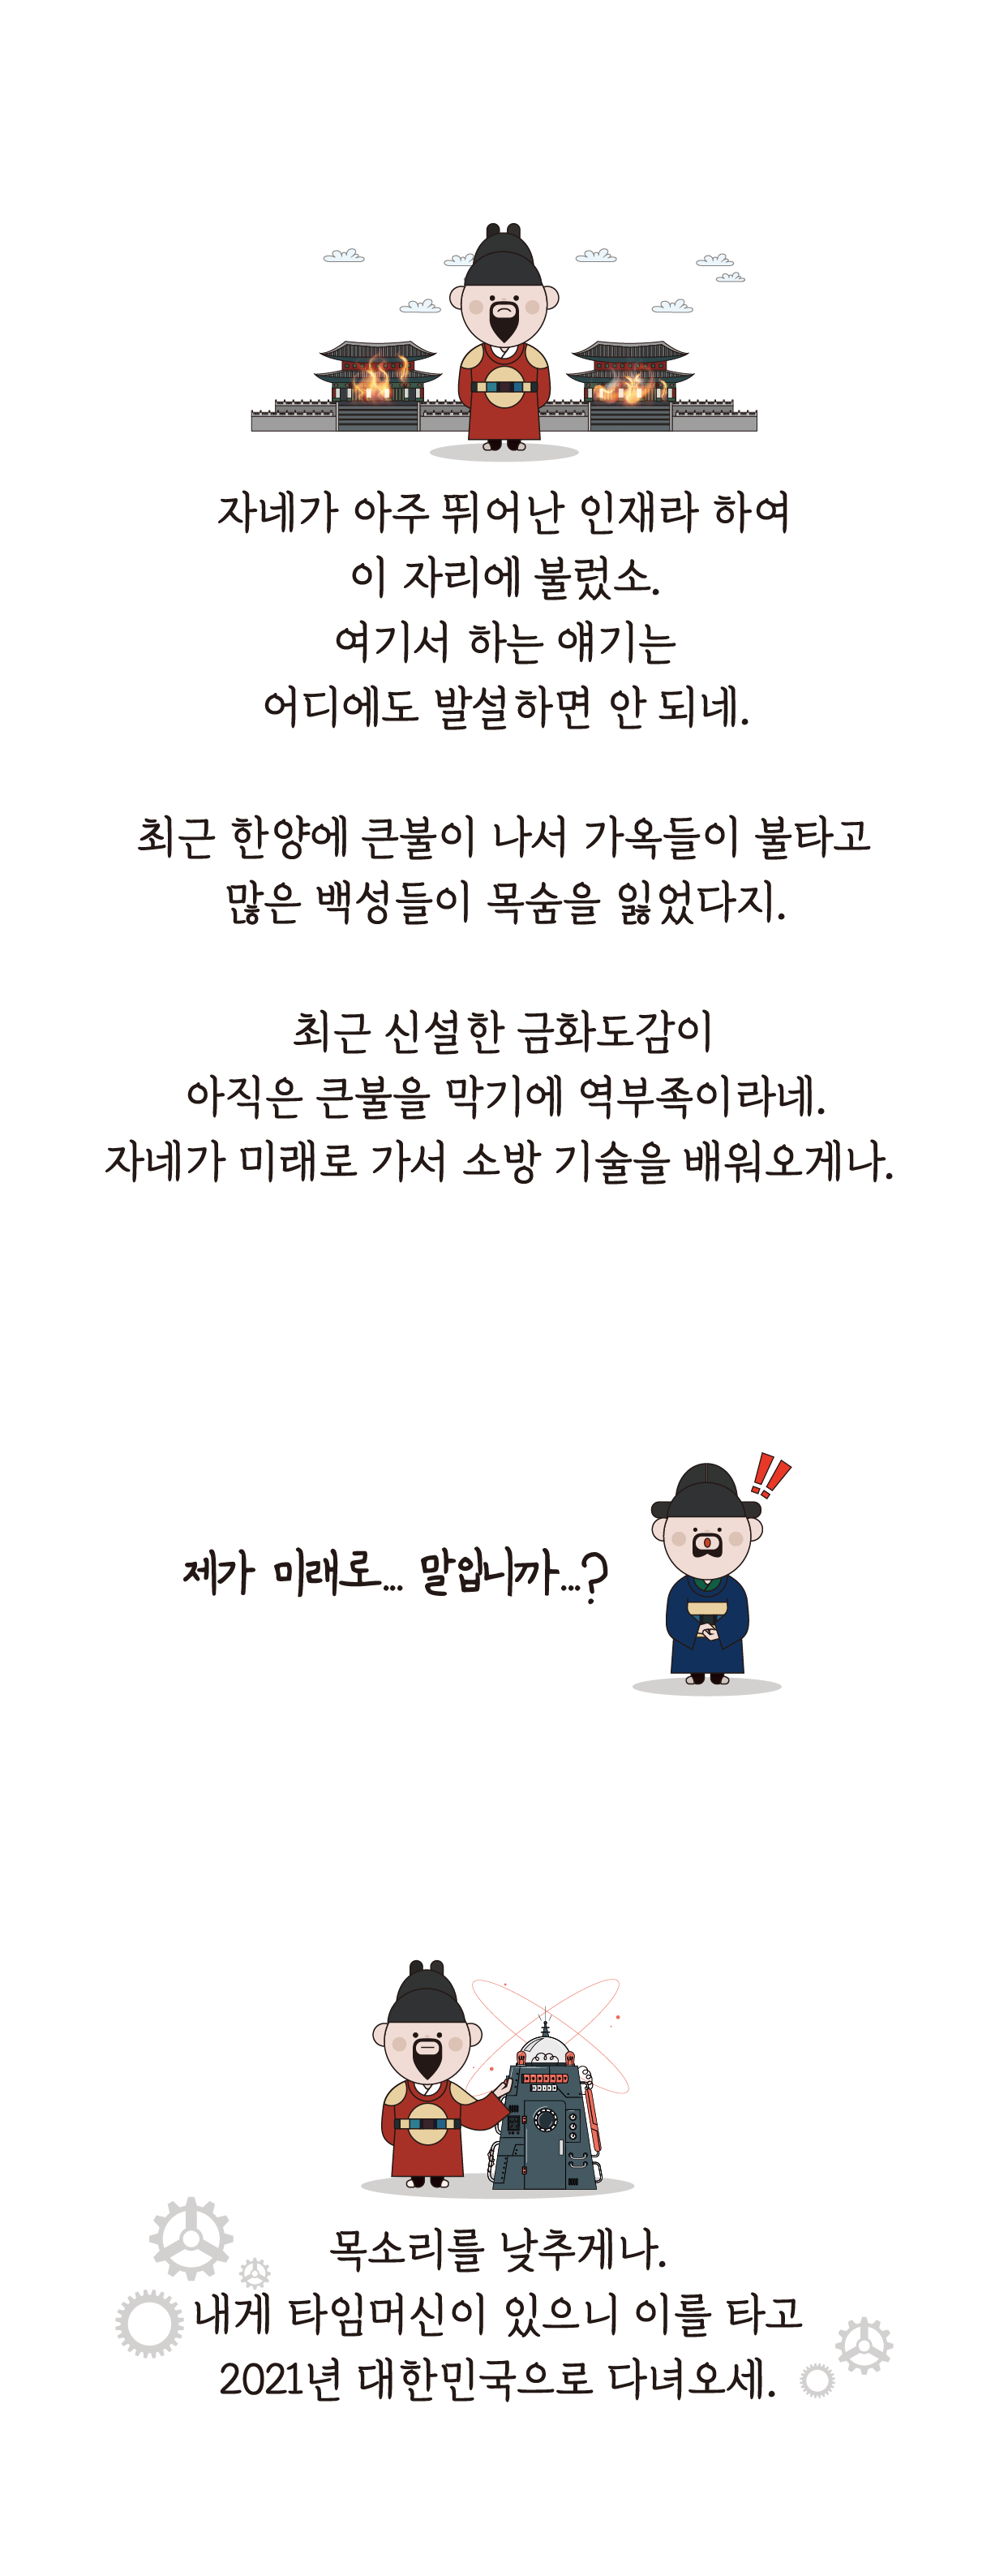 자네가 아주 뛰어난 인재라 하여
이 자리에 불렀소.
여기서 하는 얘기는
어디에도 발설하면 안 되네.
최근 한양에 큰불이 나서 가옥들이 불타고
많은 백성들이 목숨을 잃었다지.
최근 신설한 금화도감이
아직은 큰불을 막기에 역부족이라네.
자네가 미래로 가서 소방 기술을 배워오게나.
제가 미래로... 말입니까...?
목소리를 낮추게나.
내게 타임머신이 있으니 이를 타고
2021년 대한민국으로 다녀오세.